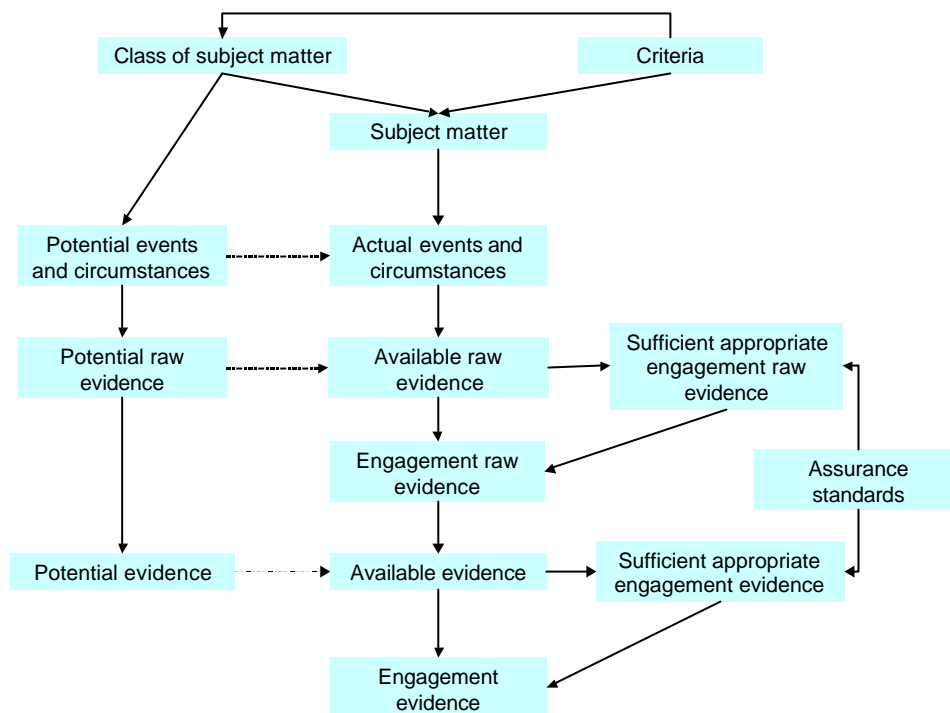 Class of subject matter
Criteria
Subject matter
Potential events
and circumstances
Actual events and
circumstances
Potential raw
evidence
Available raw
evidence
Sufficient appropriate
engagement raw
evidence
Engagement raw
evidence
Assurance
standards
Potential evidence
Available evidence
Sufficient appropriate
engagement evidence
Engagement
evidence